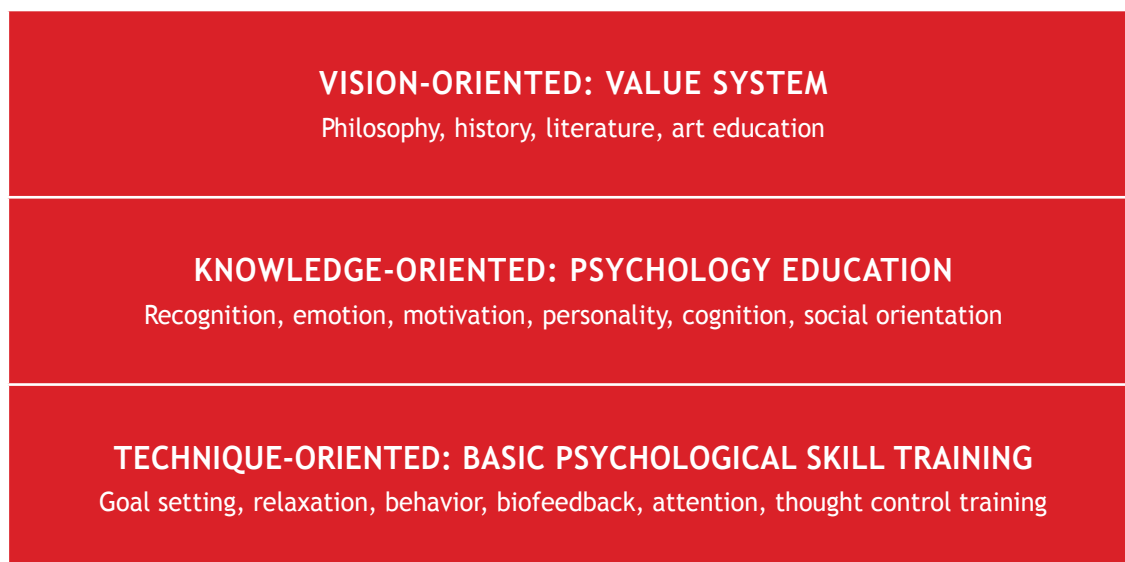 VISION-ORIENTED: VALUE SYSTEM
Philosophy, history, literature, art education
KNOWLEDGE-ORIENTED: PSYCHOLOGY EDUCATION
Recognition, emotion, motivation, personality, cognition, social orientation
TECHNIQUE-ORIENTED: BASIC PSYCHOLOGICAL SKILL TRAINING
Goal setting, relaxation, behavior, biofeedback, attention, thought control training